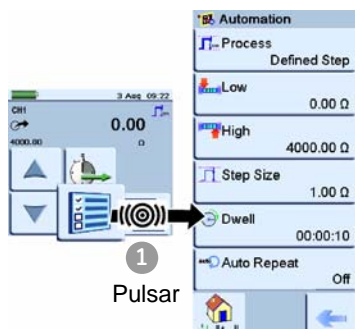 3 Aug 09:22
CH1
0.00
4000.00 Ω
1
Pulsar
Automation
Process
Defined Step
Low
0.00 Ω
High
4000.00 Ω
Step Size
1.00 Ω
Dwell
00:00:10
Auto Repeat
Off